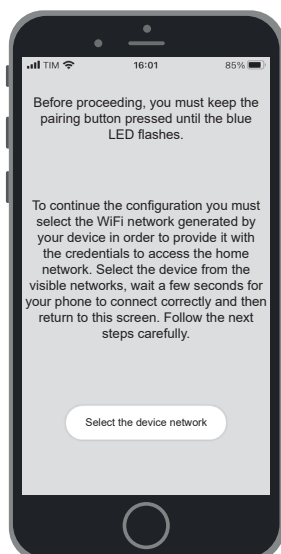 TIM 16:01 85%
Before proceeding, you must keep the
pairing button pressed until the blue
LED flashes.
To continue the configuration you must
select the WiFi network generated by
your device in order to provide it with
the credentials to access the home
network. Select the device from the
visible networks, wait a few seconds for
your phone to connect correctly and then
return to this screen. Follow the next
steps carefully.
Select the device network